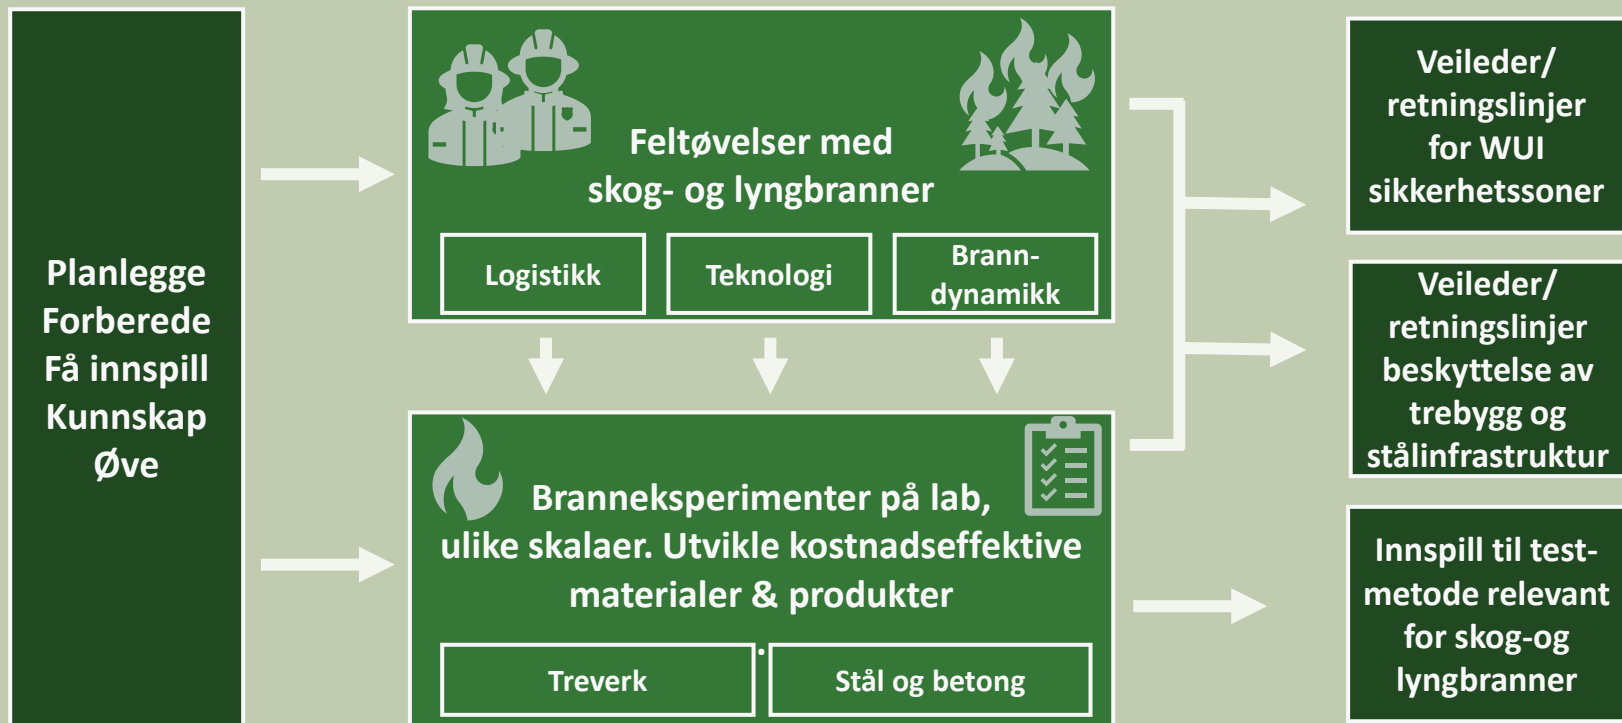 Planlegge
Forberede
Få innspill
Kunnskap
Øve
Feltøvelser med
skog- og lyngbranner
Logistikk
Teknologi
Brann-
dynamikk
Branneksperimenter på lab,
ulike skalaer. Utvikle kostnadseffektive
materialer & produkter
.
Treverk
Stål og betong
Veileder/
retningslinjer
for WUI
sikkerhetssoner
Veileder/
retningslinjer
beskyttelse av
trebygg og
stålinfrastruktur
Innspill til test-
metode relevant
for skog-og
lyngbranner